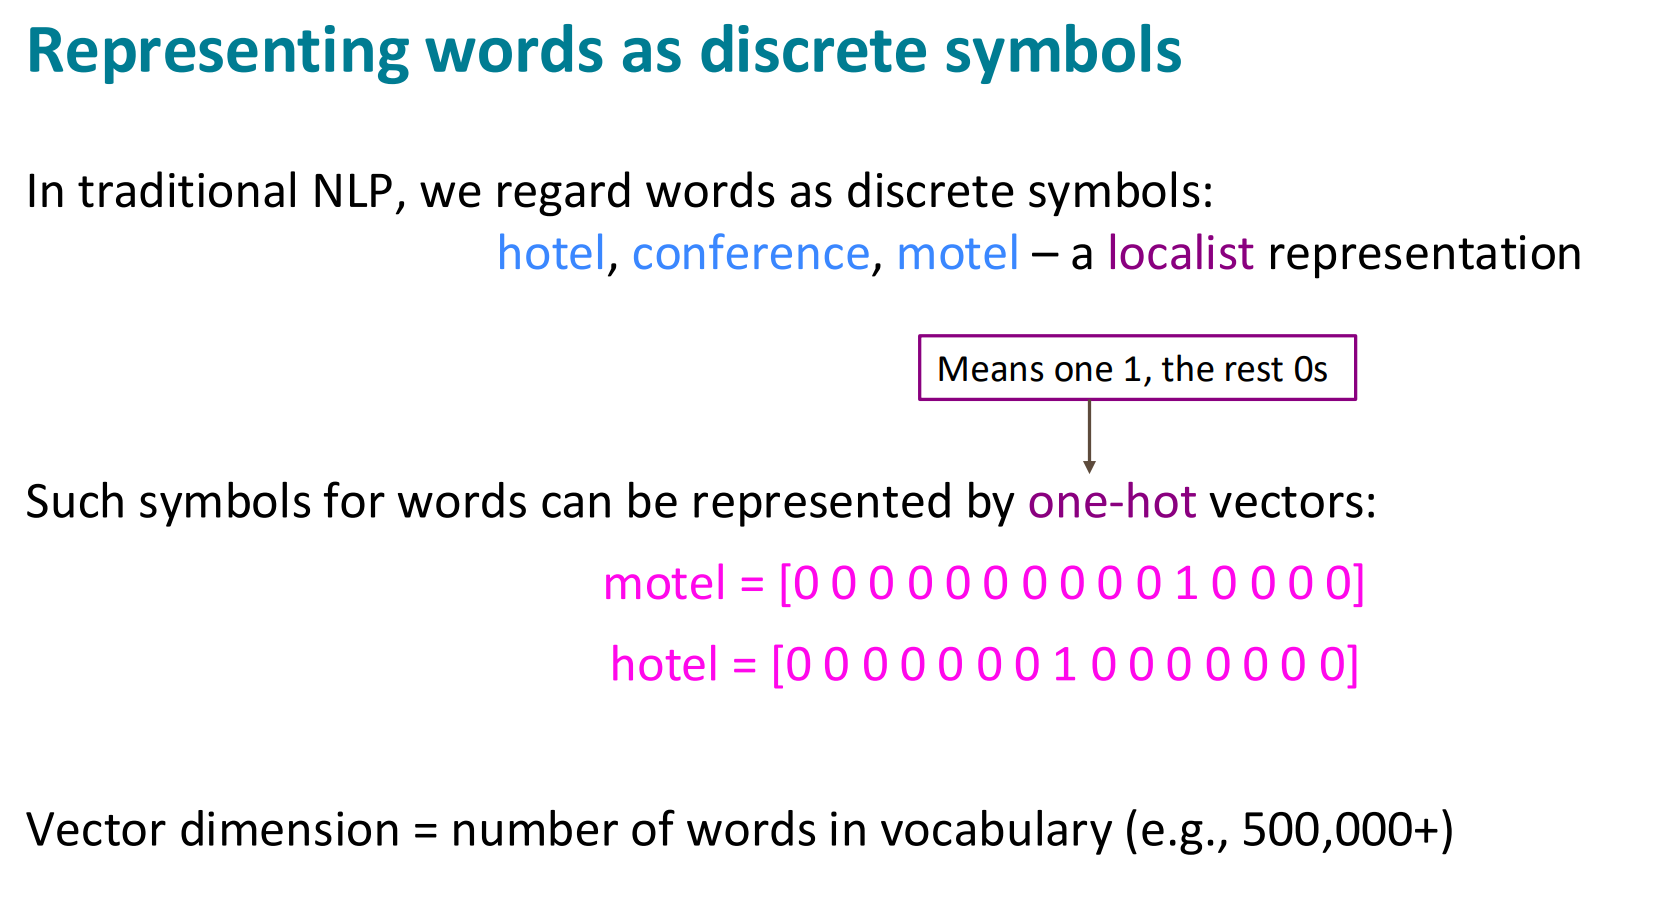 Representing words as discrete symbols
In traditional NLP, we regard words as discrete symbols:
hotel, conference, motel – a localist representation
Means one 1, the rest 0s
Such symbols for words can be represented by one-hot vectors:
motel = [0 0 0 0 0 0 0 0 0 0 1 0 0 0 0]
hotel = [0 0 0 0 0 0 0 1 0 0 0 0 0 0 0]
Vector dimension = number of words in vocabulary (e.g., 500,000+)